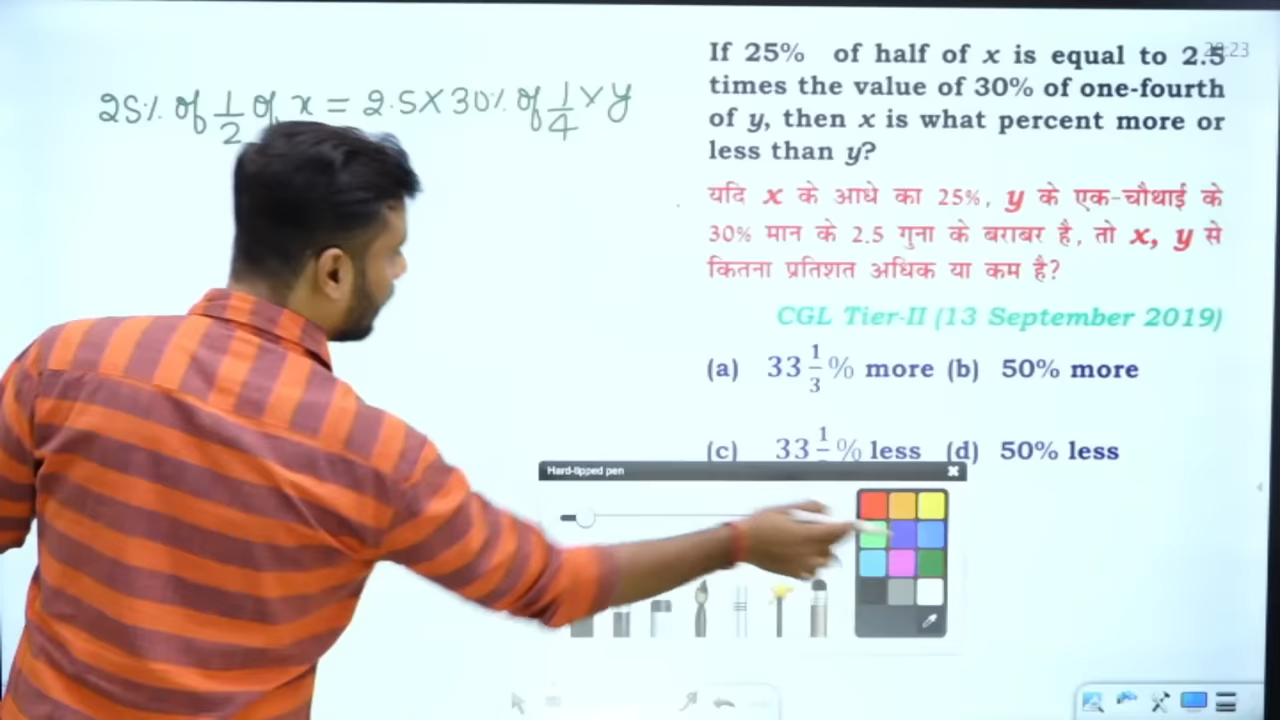 25% of 1/2 of x = 2.5 X 30% of 1/4 x y
If 25% of half of x is equal to 2.5
times the value of 30% of one-fourth
of y, then x is what percent more or
less than y?
यदि x के आधे का 25%, y के एक-चौथाई के
30% मान के 2.5 गुना के बराबर है, तो x, y से
कितना प्रतिशत अधिक या कम है?
CGL Tier-II (13 September 2019)
(a) 33 1/3% more (b) 50% more
(c) 33 1/ % less (d) 50% less
Hard-tipped pen